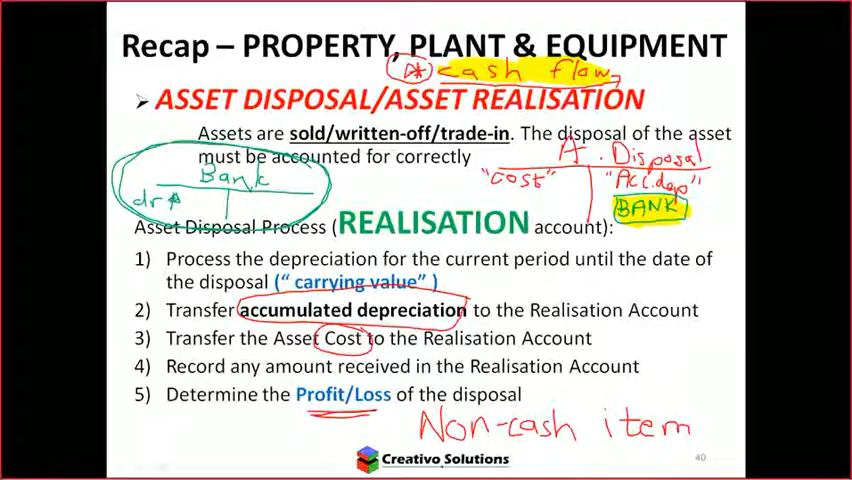 Recap – PROPERTY, PLANT & EQUIPMENT
cash flow
ASSET DISPOSAL/ASSET REALISATION
Assets are sold/written-off/trade-in. The disposal of the asset
must be accounted for correctly
A. Disposal
"cost" "Acc.dep"
BANK
Bank
dr
Asset Disposal Process (REALISATION account):
1) Process the depreciation for the current period until the date of
the disposal (“ carrying value” )
2) Transfer accumulated depreciation to the Realisation Account
3) Transfer the Asset Cost to the Realisation Account
4) Record any amount received in the Realisation Account
5) Determine the Profit/Loss of the disposal
Non-cash item
Creativo Solutions
40